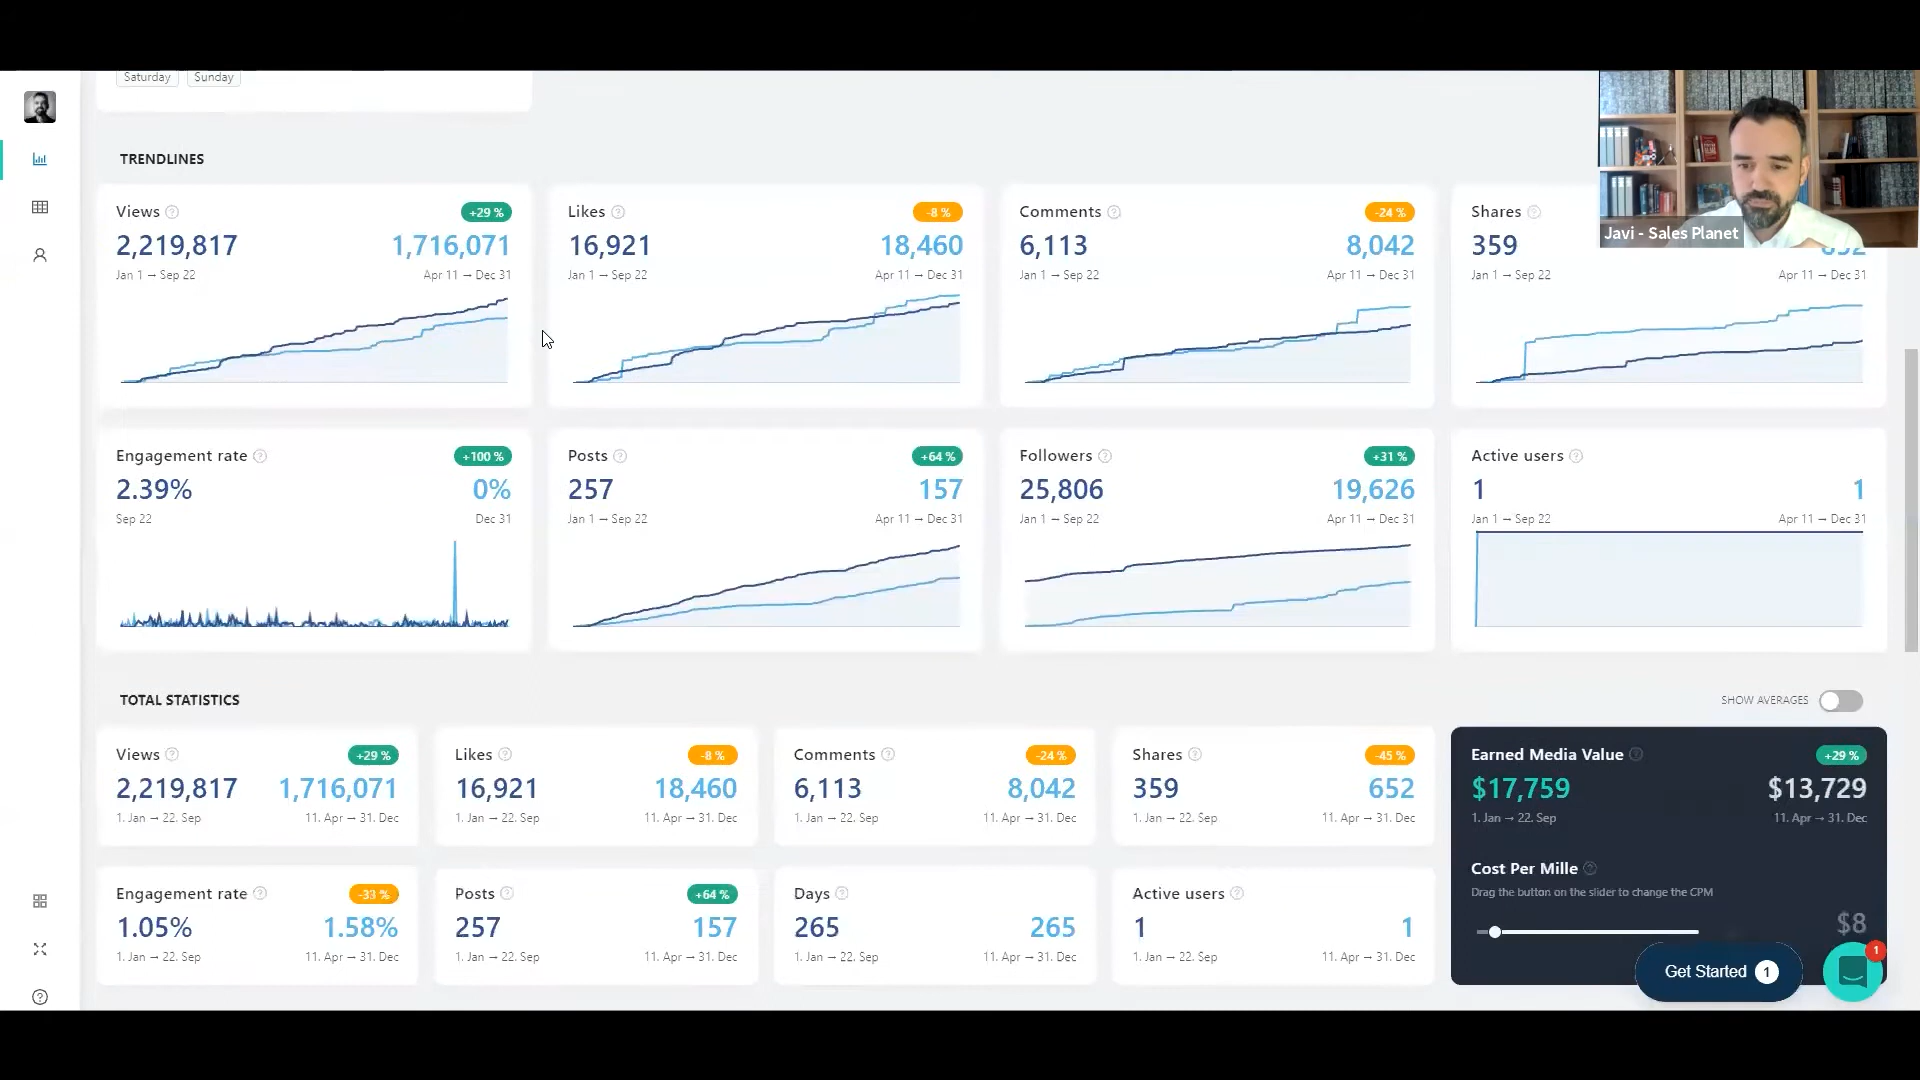 Saturday Sunday
TRENDLINES
Views +29 %
2,219,817 1,716,071
Jan 1 → Sep 22 Apr 11 → Dec 31
Likes -8 %
16,921 18,460
Jan 1 → Sep 22 Apr 11 → Dec 31
Comments -24 %
6,113 8,042
Jan 1 → Sep 22 Apr 11 → Dec 31
Shares
359
Jan 1 → Sep 22 Apr 11 → Dec 31
Javi - Sales Planet
Engagement rate +100 %
2.39% 0%
Sep 22 Dec 31
Posts +64 %
257 157
Jan 1 → Sep 22 Apr 11 → Dec 31
Followers +31 %
25,806 19,626
Jan 1 → Sep 22 Apr 11 → Dec 31
Active users
1 1
Jan 1 → Sep 22 Apr 11 → Dec 31
TOTAL STATISTICS
SHOW AVERAGES
Views +29 %
2,219,817 1,716,071
1. Jan → 22. Sep 11. Apr → 31. Dec
Likes -8 %
16,921 18,460
1. Jan → 22. Sep 11. Apr → 31. Dec
Comments -24 %
6,113 8,042
1. Jan → 22. Sep 11. Apr → 31. Dec
Shares -45 %
359 652
1. Jan → 22. Sep 11. Apr → 31. Dec
Earned Media Value +29 %
$17,759 $13,729
1. Jan → 22. Sep 11. Apr → 31. Dec
Engagement rate -33 %
1.05% 1.58%
1. Jan → 22. Sep 11. Apr → 31. Dec
Posts +64 %
257 157
1. Jan → 22. Sep 11. Apr → 31. Dec
Days
265 265
1. Jan → 22. Sep 11. Apr → 31. Dec
Active users
1 1
1. Jan → 22. Sep 11. Apr → 31. Dec
Cost Per Mille
Drag the button on the slider to change the CPM
$8
Get Started 1
1